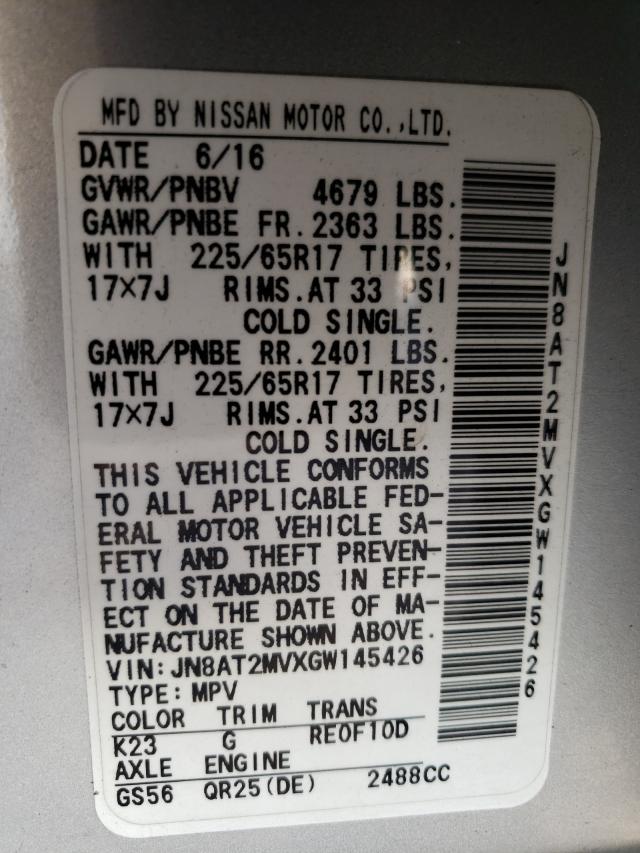 MFD BY NISSAN MOTOR CO.,LTD.
DATE 6/16
GVWR/PNBV 4679 LBS.
GAWR/PNBE FR.2363 LBS.
WITH 225/65R17 TIRES,
17×7J RIMS.AT 33 PSI
COLD SINGLE.
GAWR/PNBE RR.2401 LBS.
WITH 225/65R17 TIRES,
17×7J RIMS.AT 33 PSI
COLD SINGLE.
THIS VEHICLE CONFORMS
TO ALL APPLICABLE FED-
ERAL MOTOR VEHICLE SA-
FETY AND THEFT PREVEN-
TION STANDARDS IN EFF-
ECT ON THE DATE OF MA-
NUFACTURE SHOWN ABOVE.
VIN:JN8AT2MVXGW145426
TYPE:MPV
COLOR TRIM TRANS
K23 G RE0F10D
AXLE ENGINE
GS56 QR25(DE) 2488CC
JN8AT2MVXGW145426